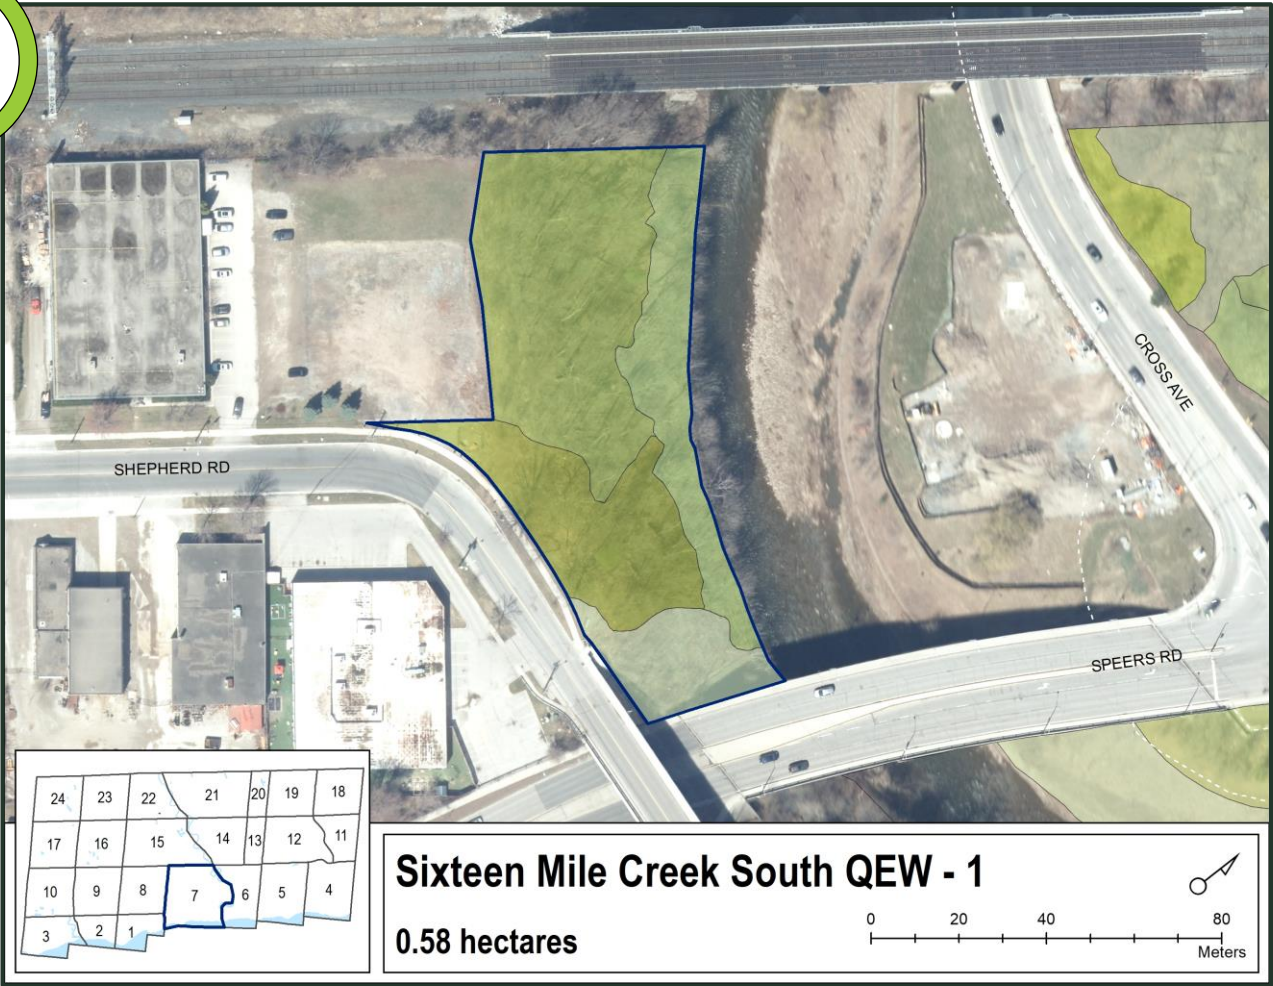 CROSS AVE
SHEPHERD RD
SPEERS RD
24 23 22 21 20 19 18
17 16 15 14 13 12 11
10 9 8 7 6 5 4
3 2 1
Sixteen Mile Creek South QEW - 1
0.58 hectares
0 20 40 80
Meters